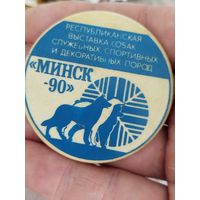 РЕСПУБЛИКАНСКАЯ
ВЫСТАВКА СОБАК
СЛУЖЕБНЫХ, СПОРТИВНЫХ
И ДЕКОРАТИВНЫХ ПОРОД
«МИНСК
-90»